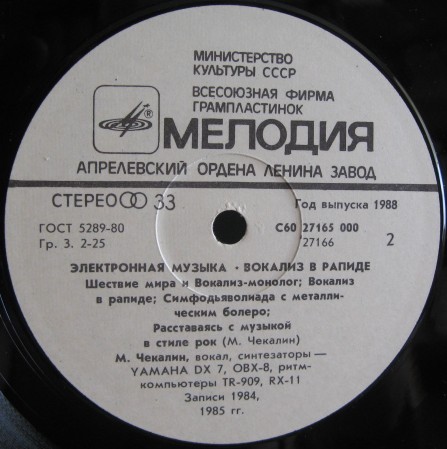 МИНИСТЕРСТВО
КУЛЬТУРЫ СССР
ВСЕСОЮЗНАЯ ФИРМА
ГРАМПЛАСТИНОК
®
МЕЛОДИЯ
АПРЕЛЕВСКИЙ ОРДЕНА ЛЕНИНА ЗАВОД
СТЕРЕО 33
Год выпуска 1988
ГОСТ 5289-80
Гр. 3. 2-25
С60 27165 000
27166
2
ЭЛЕКТРОННАЯ МУЗЫКА · ВОКАЛИЗ В РАПИДЕ
Шествие мира и Вокализ-монолог; Вокализ
в рапиде; Симфодьяволиада с металли-
ческим болеро;
Расставаясь с музыкой
в стиле рок (М. Чекалин)
М. Чекалин, вокал, синтезаторы —
YAMAHA DX 7, OBX-8, ритм-
компьютеры TR-909, RX-11
Записи 1984,
1985 гг.